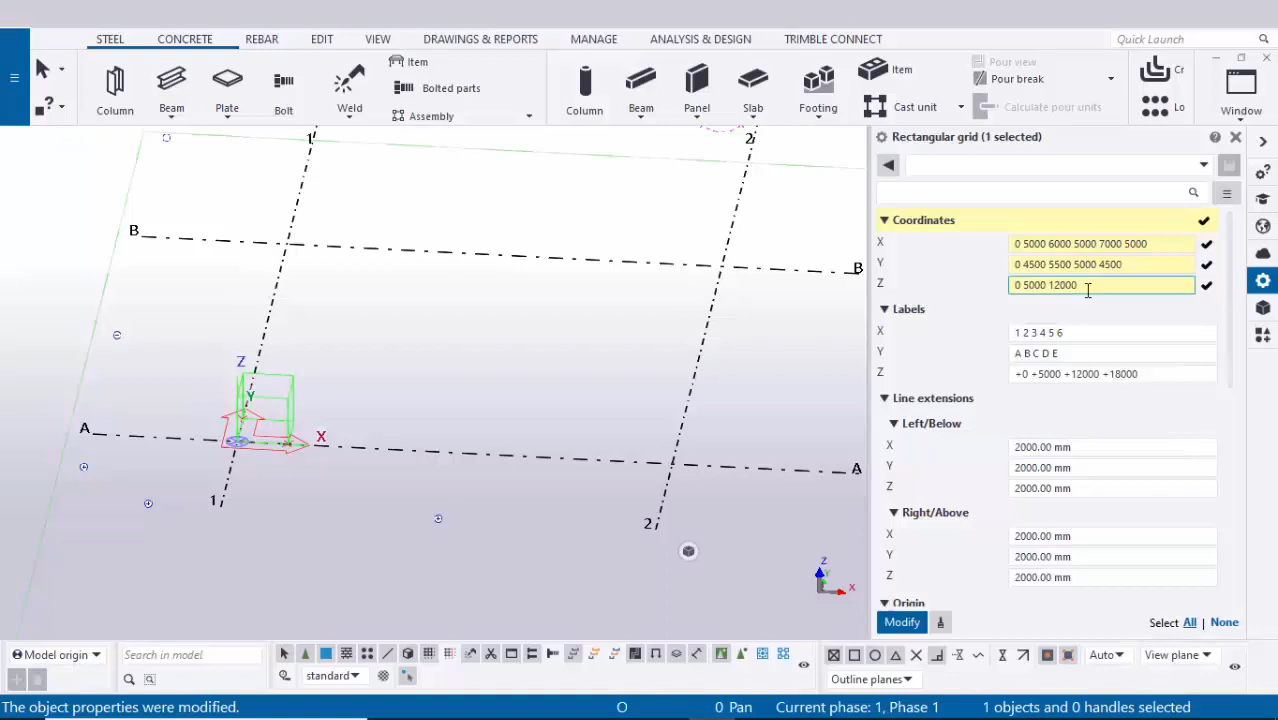 STEEL CONCRETE REBAR EDIT VIEW DRAWINGS & REPORTS MANAGE ANALYSIS & DESIGN TRIMBLE CONNECT Quick Launch
Column Beam Plate Bolt Weld Item Bolted parts Assembly Column Beam Panel Slab Footing Item Cast unit Pour view Pour break Calculate pour units Cr Lo Window
Rectangular grid (1 selected)
Coordinates
X 0 5000 6000 5000 7000 5000
Y 0 4500 5500 5000 4500
Z 0 5000 12000
Labels
X 1 2 3 4 5 6
Y A B C D E
Z +0 +5000 +12000 +18000
Line extensions
Left/Below
X 2000.00 mm
Y 2000.00 mm
Z 2000.00 mm
Right/Above
X 2000.00 mm
Y 2000.00 mm
Z 2000.00 mm
Origin
Modify Select All | None
1 2
B B
Z
Y
A X A
1 2
Z
Y
X
Model origin Search in model standard Auto View plane
Outline planes
The object properties were modified. O 0 Pan Current phase: 1, Phase 1 1 objects and 0 handles selected